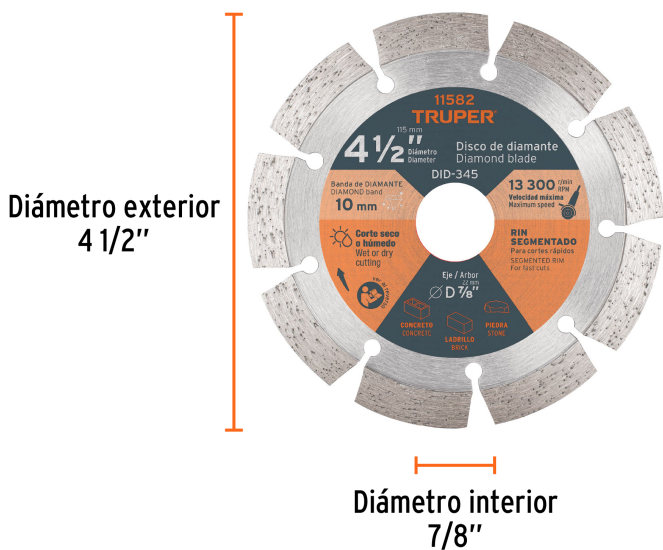 Diámetro exterior
4 1/2”
11582
TRUPER®
115 mm
4 1/2”
Diámetro
Diameter
Disco de diamante
Diamond blade
DID-345
Banda de DIAMANTE
DIAMOND band
10 mm
13 300 r/min
RPM
Velocidad máxima
Maximum speed
Corte seco
o húmedo
Wet or dry
cutting
RIN
SEGMENTADO
Para cortes rápidos
SEGMENTED RIM
For fast cuts
Eje / Arbor
22 mm
Ø D 7/8”
CONCRETO
CONCRETE
LADRILLO
BRICK
PIEDRA
STONE
Diámetro interior
7/8”